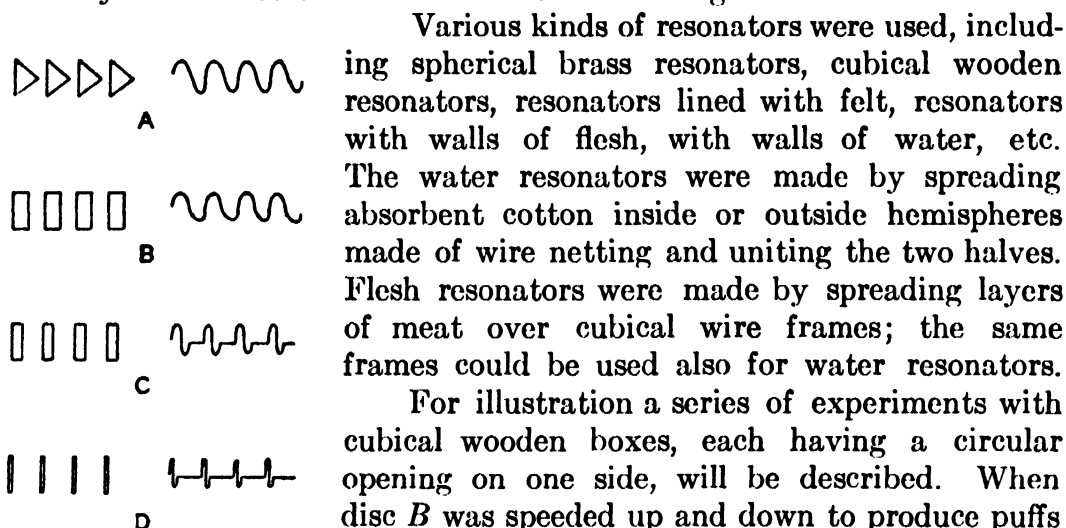 Various kinds of resonators were used, includ-
ing spherical brass resonators, cubical wooden
resonators, resonators lined with felt, resonators
with walls of flesh, with walls of water, etc.
The water resonators were made by spreading
absorbent cotton inside or outside hemispheres
made of wire netting and uniting the two halves.
Flesh resonators were made by spreading layers
of meat over cubical wire frames; the same
frames could be used also for water resonators.
For illustration a series of experiments with
cubical wooden boxes, each having a circular
opening on one side, will be described. When
disc B was speeded up and down to produce puffs
A
B
C
D